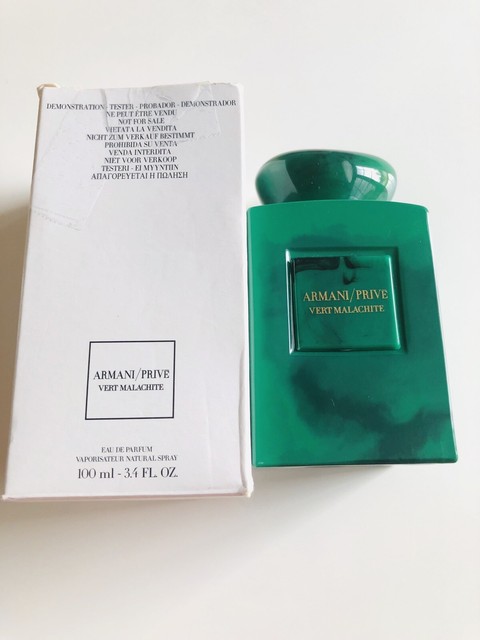 DEMONSTRATION - TESTER - PROBADOR - DEMONSTRADOR
NE PEUT ÊTRE VENDU
NOT FOR SALE
VIETATA LA VENDITA
NICHT ZUM VERKAUF BESTIMMT
PROHIBIDA SU VENTA
VENDA INTERDITA
NIET VOOR VERKOOP
TESTERI - EI MYYNTIIN
ΑΠΑΓΟΡΕΥΕΤΑΙ Η ΠΩΛΗΣΗ
ARMANI/PRIVE
VERT MALACHITE
EAU DE PARFUM
VAPORISATEUR NATURAL SPRAY
100 ml - 3.4 FL. OZ.
ARMANI/PRIVE
VERT MALACHITE